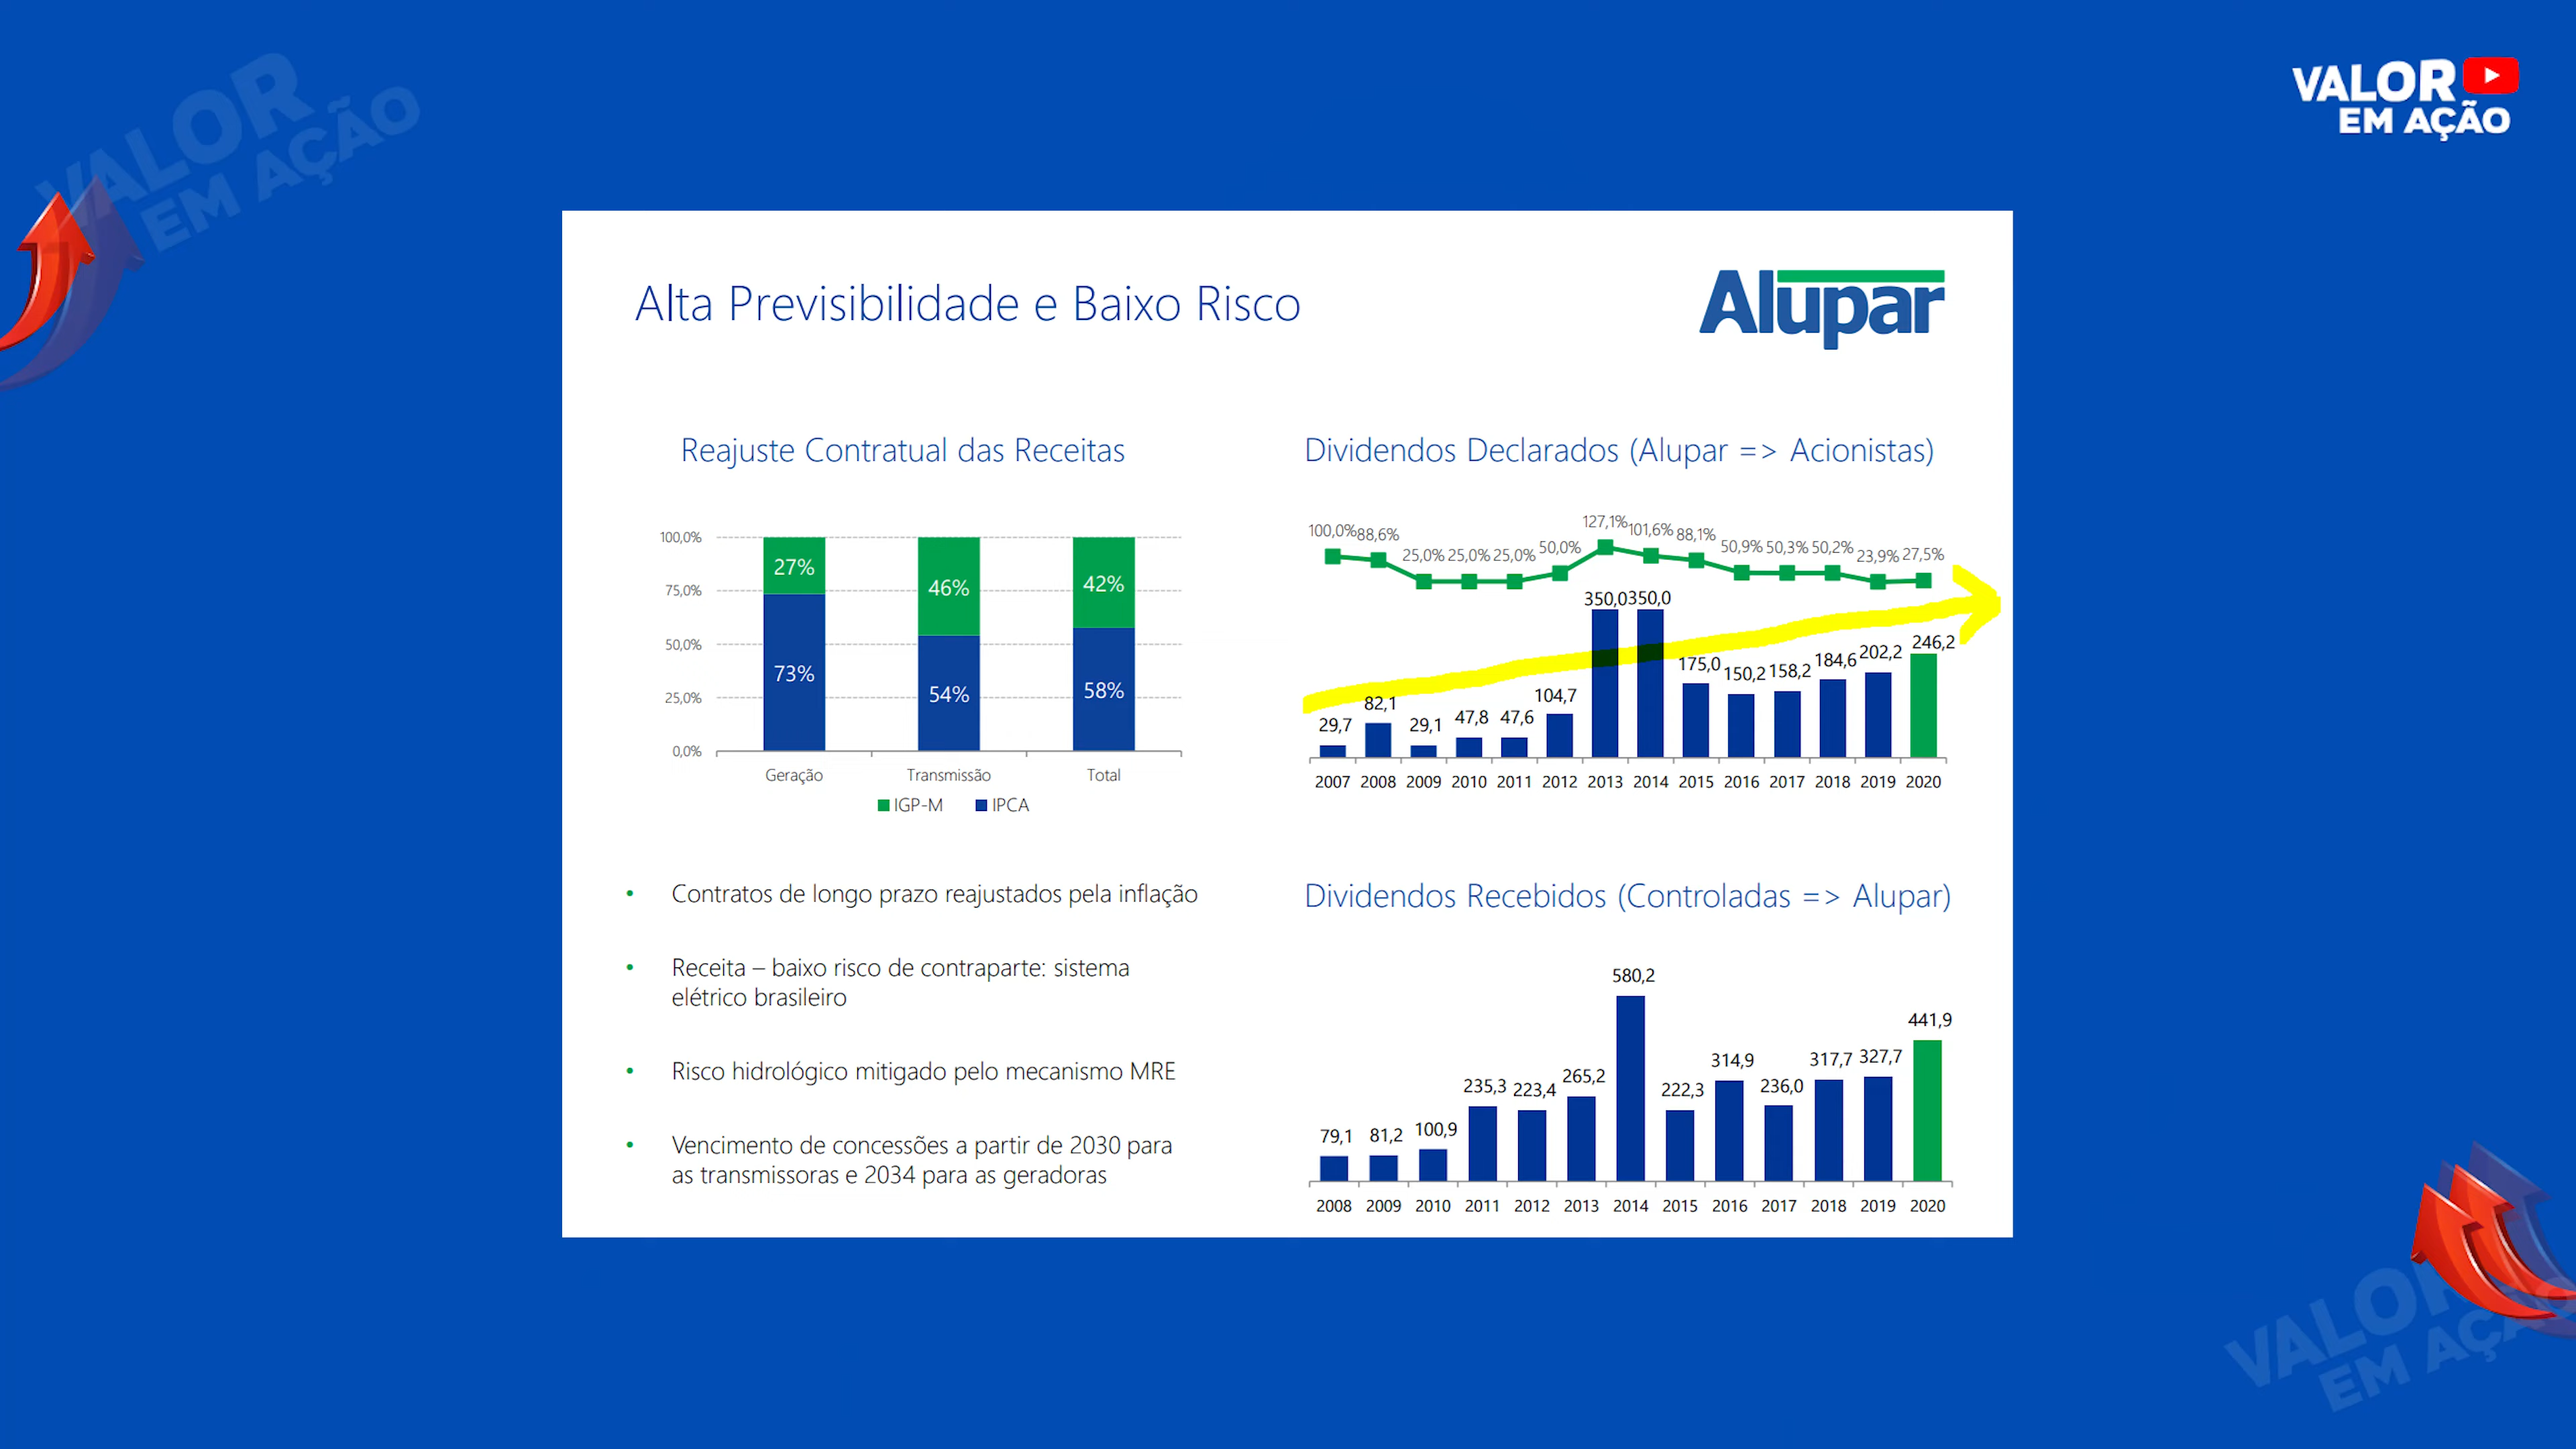 VALOR
EM AÇÃO
VALOR
EM AÇÃO
Alta Previsibilidade e Baixo Risco
Alupar
Reajuste Contratual das Receitas
100,0%
75,0%
50,0%
25,0%
0,0%
27%
46%
42%
73%
54%
58%
Geração Transmissão Total
IGP-M IPCA
Contratos de longo prazo reajustados pela inflação
Receita – baixo risco de contraparte: sistema
elétrico brasileiro
Risco hidrológico mitigado pelo mecanismo MRE
Vencimento de concessões a partir de 2030 para
as transmissoras e 2034 para as geradoras
Dividendos Declarados (Alupar => Acionistas)
100,0% 88,6% 25,0% 25,0% 25,0% 50,0% 127,1% 101,6% 88,1% 50,9% 50,3% 50,2% 23,9% 27,5%
29,7 82,1 29,1 47,8 47,6 104,7 350,0 350,0 175,0 150,2 158,2 184,6 202,2 246,2
2007 2008 2009 2010 2011 2012 2013 2014 2015 2016 2017 2018 2019 2020
Dividendos Recebidos (Controladas => Alupar)
79,1 81,2 100,9 235,3 223,4 265,2 580,2 222,3 314,9 236,0 317,7 327,7 441,9
2008 2009 2010 2011 2012 2013 2014 2015 2016 2017 2018 2019 2020
VALOR
EM AÇÃO